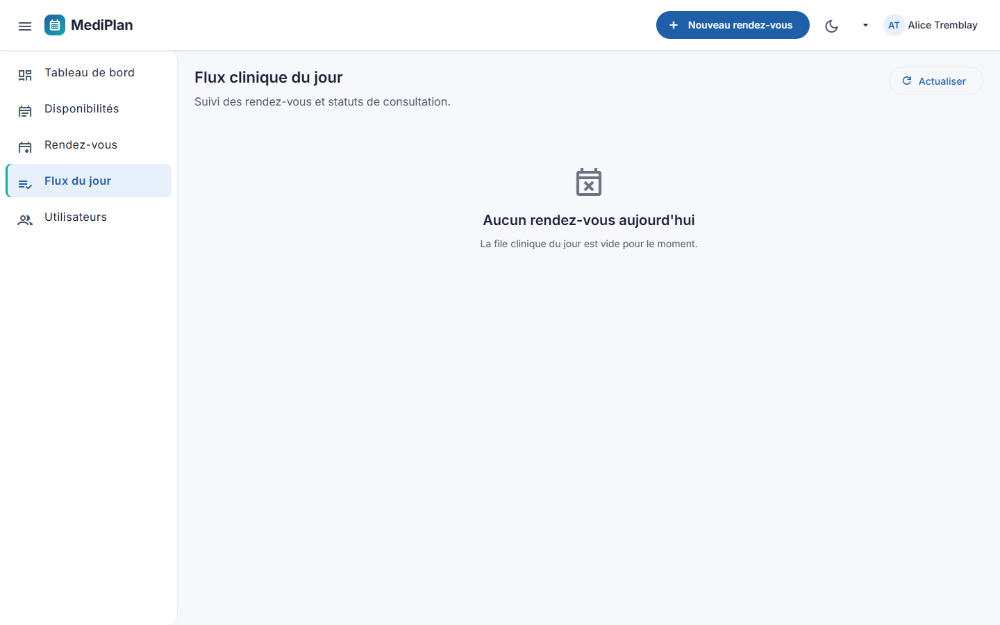 MediPlan
Nouveau rendez-vous
AT Alice Tremblay
Tableau de bord
Disponibilités
Rendez-vous
Flux du jour
Utilisateurs
Flux clinique du jour
Suivi des rendez-vous et statuts de consultation.
Actualiser
Aucun rendez-vous aujourd'hui
La file clinique du jour est vide pour le moment.